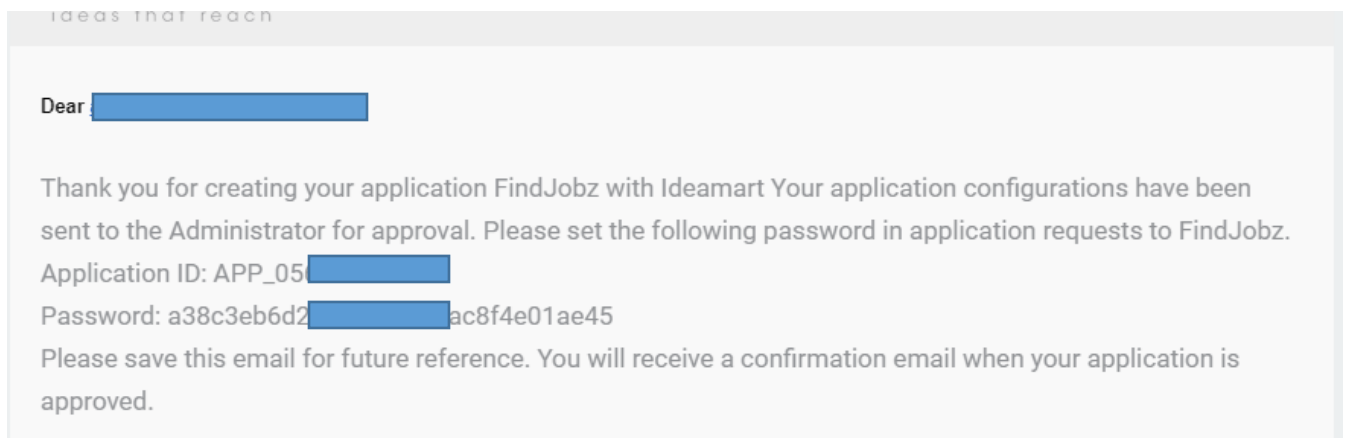 ideas that reach
Dear
Thank you for creating your application FindJobz with Ideamart Your application configurations have been
sent to the Administrator for approval. Please set the following password in application requests to FindJobz.
Application ID: APP_05
Password: a38c3eb6d2 ac8f4e01ae45
Please save this email for future reference. You will receive a confirmation email when your application is
approved.